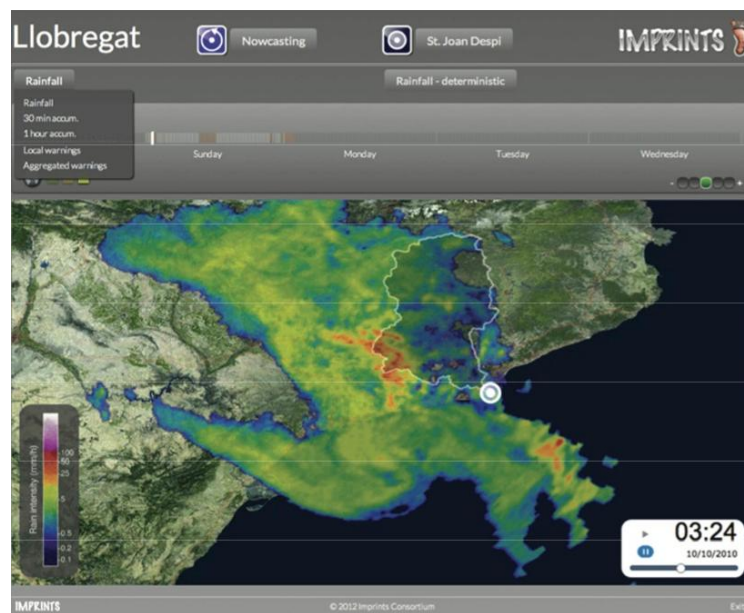 Llobregat
Nowcasting
St. Joan Despi
IMPRINTS
Rainfall
Rainfall - deterministic
Rainfall
30 min accum.
1 hour accum.
Local warnings
Aggregated warnings
Sunday
Monday
Tuesday
Wednesday
- +
Rain intensity (mm/h)
100
50
25
5
0.5
0.2
0.1
03:24
10/10/2010
IMPRINTS
© 2012 Imprints Consortium